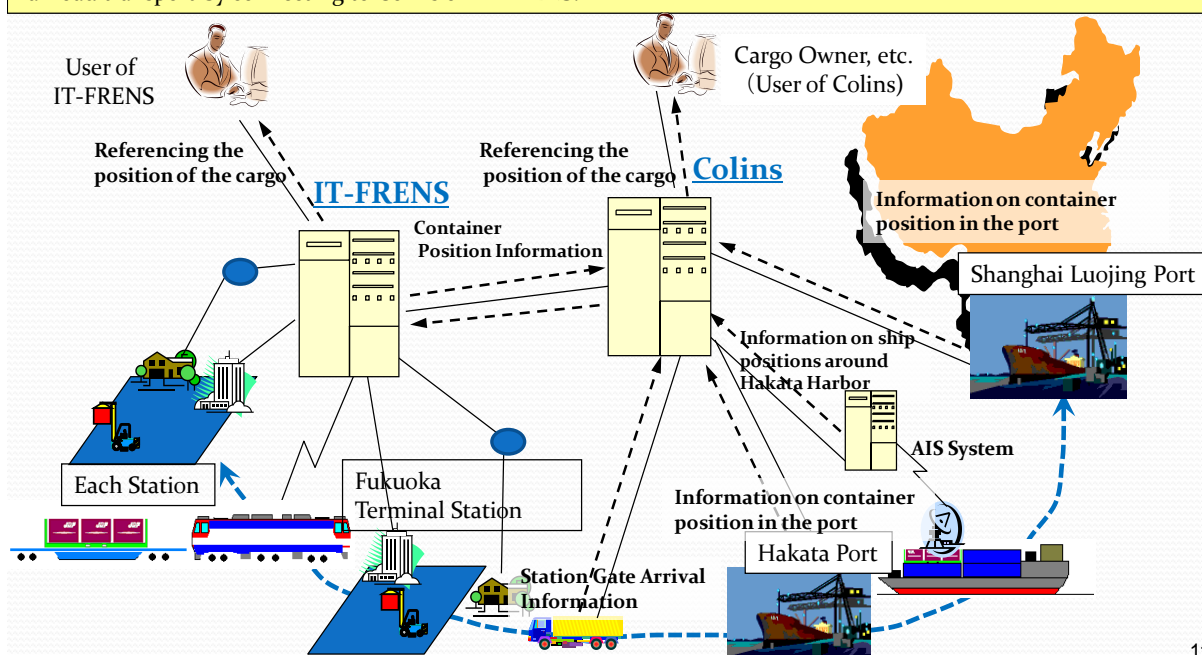 User of
IT-FRENS
Cargo Owner, etc.
(User of Colins)
Referencing the
position of the cargo
Referencing the
position of the cargo
IT-FRENS
Colins
Container
Position Information
Information on container
position in the port
Shanghai Luojing Port
Information on ship
positions around
Hakata Harbor
AIS System
Each Station
Fukuoka
Terminal Station
Information on container
position in the port
Hakata Port
Station Gate Arrival
Information